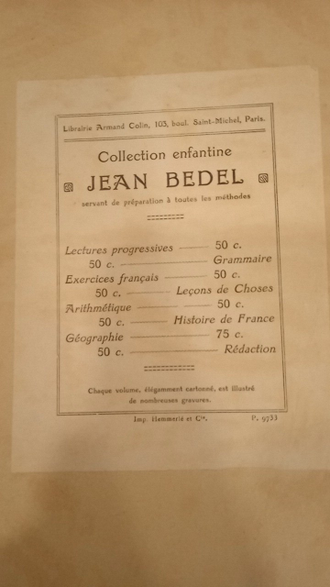 Librairie Armand Colin, 103, boul. Saint-Michel, Paris.
Collection enfantine
JEAN BEDEL
servant de préparation à toutes les méthodes
Lectures progressives — 50 c.
50 c. — Grammaire
Exercices français — 50 c.
50 c. — Leçons de Choses
Arithmétique — 50 c.
50 c. — Histoire de France
Géographie — 75 c.
50 c. — Rédaction
Chaque volume, élégamment cartonné, est illustré
de nombreuses gravures.
Imp. Hemmerlé et Cie. P. 9733